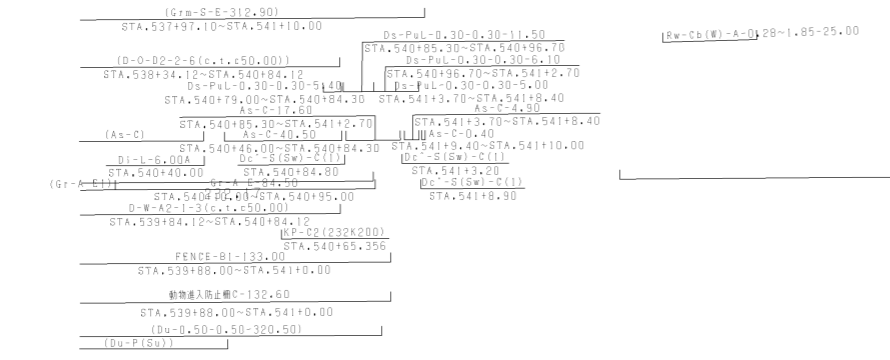 (Grm-S-E-312.90)
STA.537+97.10~STA.541+10.00
Ds-PuL-0.30-0.30-11.50
Rw-Cb(W)-A-0.28~1.85-25.00
STA.540+85.30~STA.540+96.70
(D-O-D2-2-6(c.t.c50.00))
Ds-PuL-0.30-0.30-6.10
STA.538+34.12~STA.540+84.12
STA.540+96.70~STA.541+2.70
Ds-PuL-0.30-0.30-5.40
Ds-PuL-0.30-0.30-5.00
STA.540+79.00~STA.540+84.30
STA.541+3.70~STA.541+8.40
As-C-17.60
As-C-4.90
STA.540+85.30~STA.541+2.70
STA.541+3.70~STA.541+8.40
(As-C)
As-C-40.50
As-C-0.40
STA.540+46.00~STA.540+84.30
STA.541+9.40~STA.541+10.00
Di-L-6.00A
Dc'-S(Sw)-C(1)
Dc'-S(Sw)-C(1)
STA.540+40.00
STA.540+84.80
STA.541+3.20
(Gr-A E)
Gr-A E-84.50
Dc'-S(Sw)-C(1)
STA.540+10.00~STA.540+95.00
STA.541+8.90
D-W-A2-1-3(c.t.c50.00)
STA.539+84.12~STA.540+84.12
KP-C2(232K200)
STA.540+65.356
FENCE-B1-133.00
STA.539+88.00~STA.541+0.00
動物進入防止柵C-132.60
STA.539+88.00~STA.541+0.00
(Du-0.50-0.50-320.50)
(Du-P(Su))